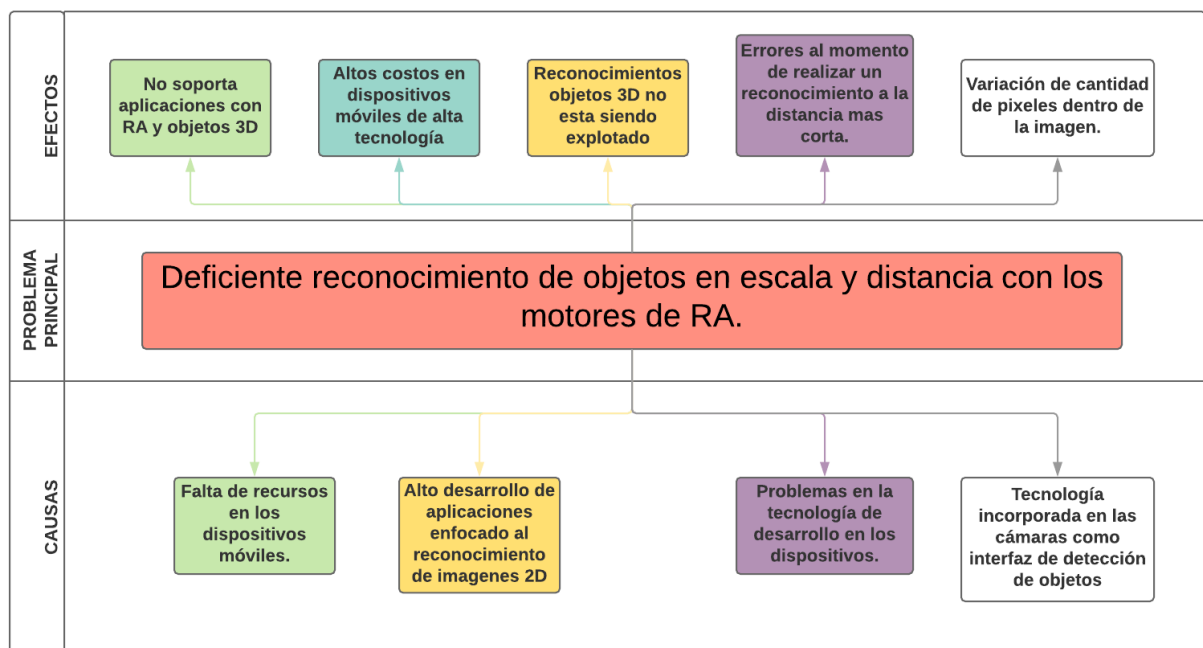 EFECTOS
No soporta
aplicaciones con
RA y objetos 3D
Altos costos en
dispositivos
móviles de alta
tecnología
Reconocimientos
objetos 3D no
esta siendo
explotado
Errores al momento
de realizar un
reconocimiento a la
distancia mas
corta.
Variación de cantidad
de pixeles dentro de
la imagen.
PROBLEMA
PRINCIPAL
Deficiente reconocimiento de objetos en escala y distancia con los
motores de RA.
CAUSAS
Falta de recursos
en los
dispositivos
móviles.
Alto desarrollo de
aplicaciones
enfocado al
reconocimiento
de imagenes 2D
Problemas en la
tecnología de
desarrollo en los
dispositivos.
Tecnología
incorporada en las
cámaras como
interfaz de detección
de objetos